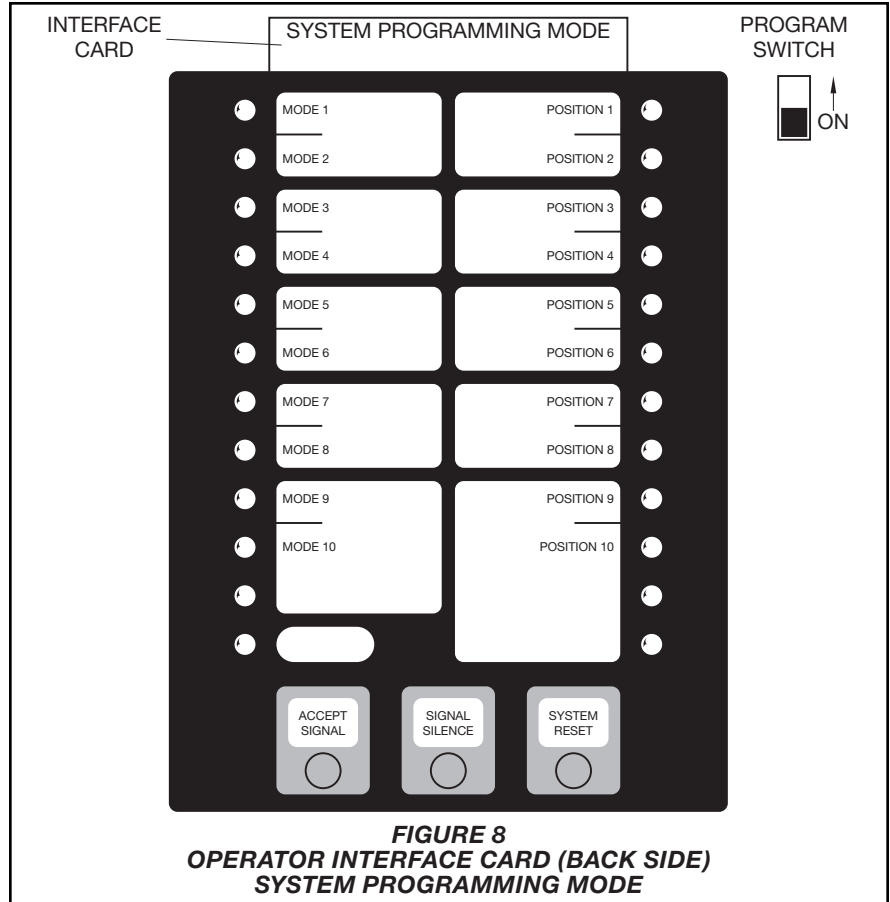 INTERFACE
CARD
SYSTEM PROGRAMMING MODE
PROGRAM
SWITCH
ON
MODE 1
POSITION 1
MODE 2
POSITION 2
MODE 3
POSITION 3
MODE 4
POSITION 4
MODE 5
POSITION 5
MODE 6
POSITION 6
MODE 7
POSITION 7
MODE 8
POSITION 8
MODE 9
POSITION 9
MODE 10
POSITION 10
ACCEPT
SIGNAL
SIGNAL
SILENCE
SYSTEM
RESET
FIGURE 8
OPERATOR INTERFACE CARD (BACK SIDE)
SYSTEM PROGRAMMING MODE